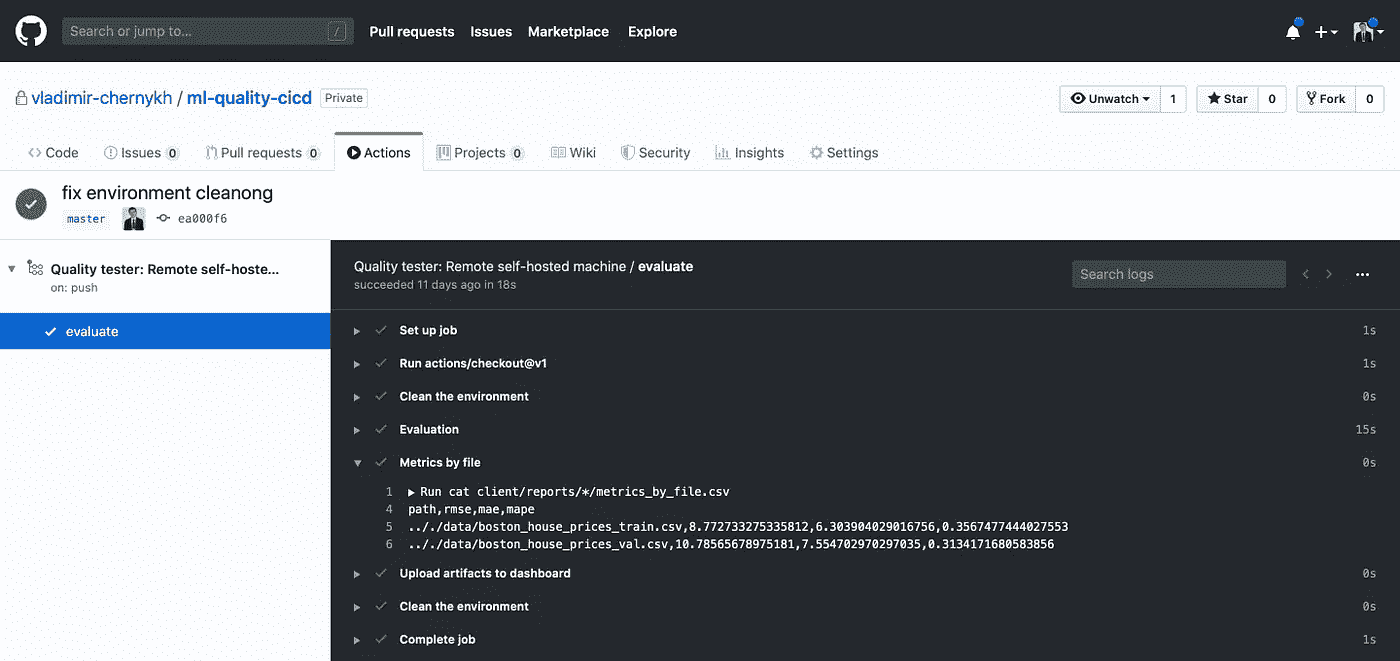 Search or jump to... /
Pull requests Issues Marketplace Explore
vladimir-chernykh / ml-quality-cicd Private
Unwatch 1 Star 0 Fork 0
Code Issues 0 Pull requests 0 Actions Projects 0 Wiki Security Insights Settings
fix environment cleanong
master ea000f6
Quality tester: Remote self-hoste...
on: push
evaluate
Quality tester: Remote self-hosted machine / evaluate
succeeded 11 days ago in 18s
Search logs
Set up job 1s
Run actions/checkout@v1 1s
Clean the environment 0s
Evaluation 15s
Metrics by file 0s
1 Run cat client/reports/*/metrics_by_file.csv
4 path,rmse,mae,mape
5 .././data/boston_house_prices_train.csv,8.772733275335812,6.303904029016756,0.3567477444027553
6 .././data/boston_house_prices_val.csv,10.78565678975181,7.554702970297035,0.3134171680583856
Upload artifacts to dashboard 0s
Clean the environment 0s
Complete job 1s